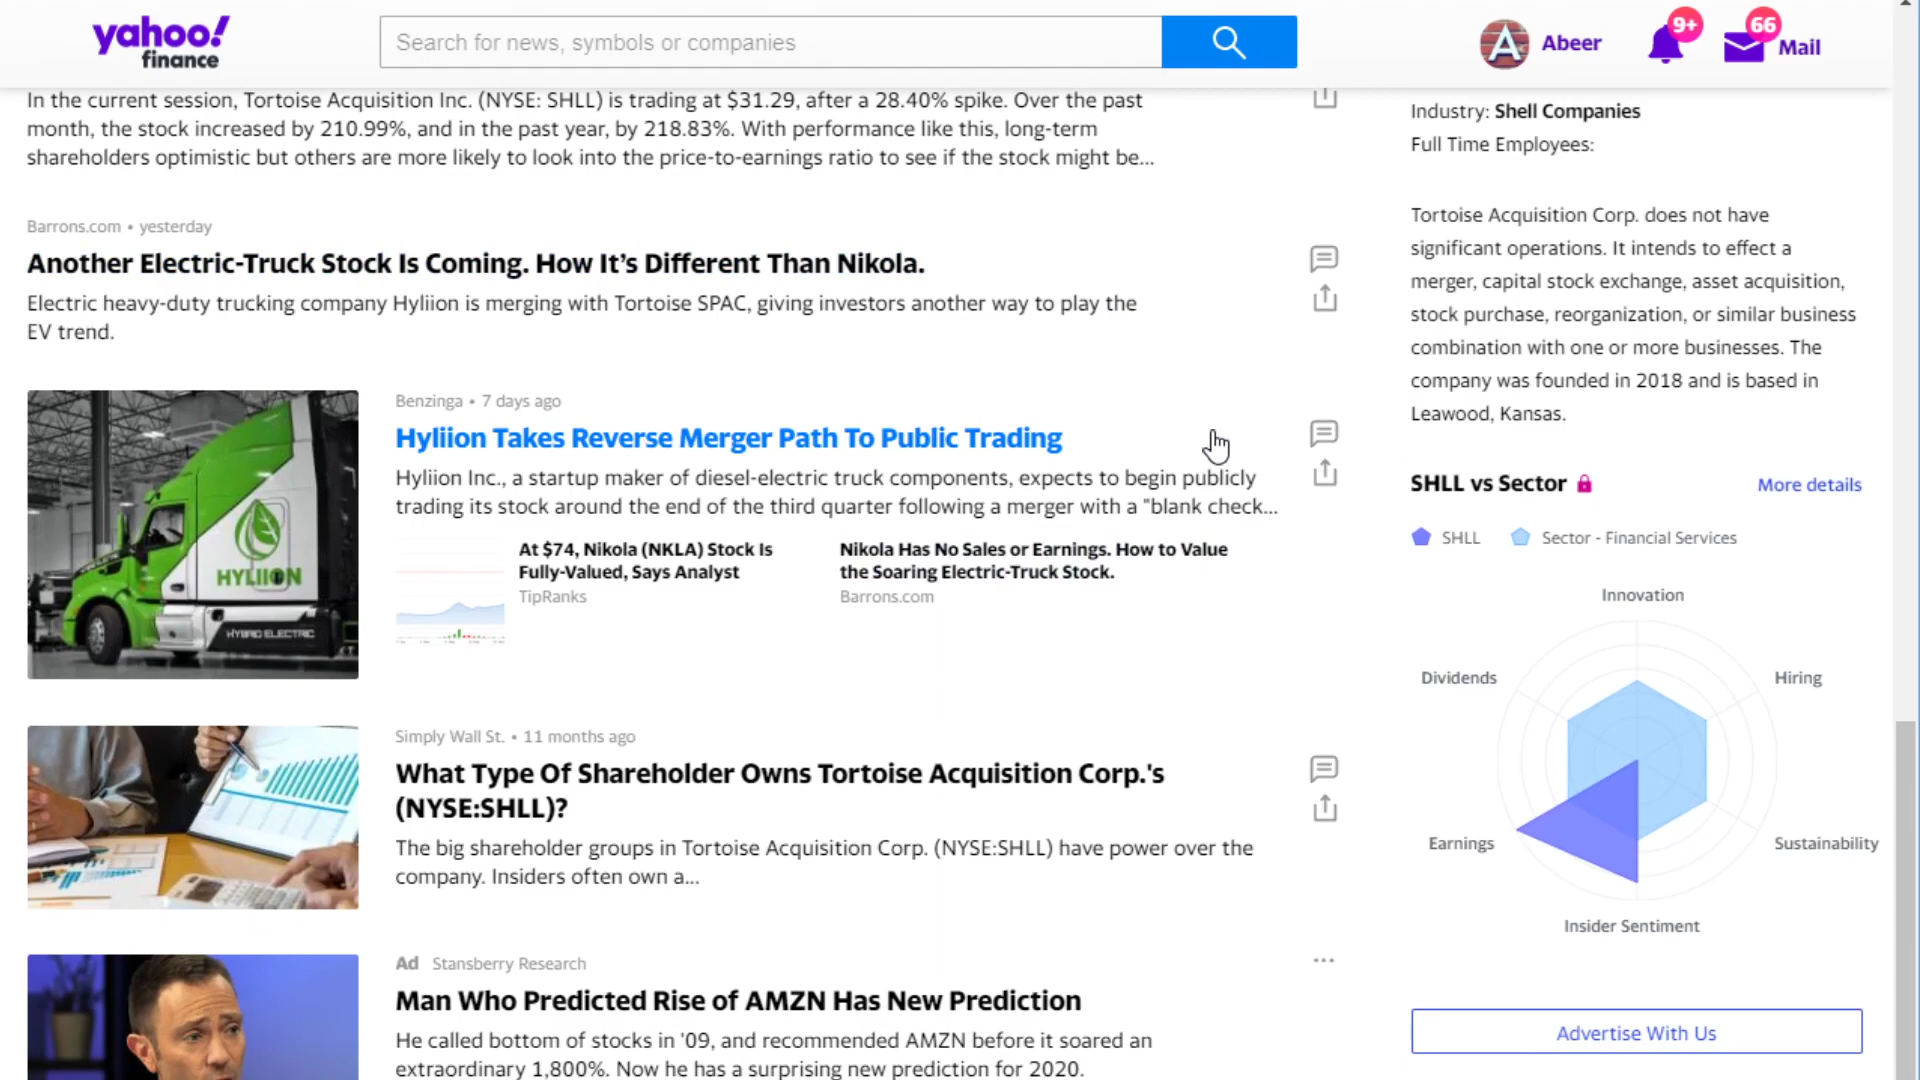 yahoo!
finance
Search for news, symbols or companies
A
Abeer
9+
66
Mail
In the current session, Tortoise Acquisition Inc. (NYSE: SHLL) is trading at $31.29, after a 28.40% spike. Over the past
month, the stock increased by 210.99%, and in the past year, by 218.83%. With performance like this, long-term
shareholders optimistic but others are more likely to look into the price-to-earnings ratio to see if the stock might be...
Barrons.com • yesterday
Another Electric-Truck Stock Is Coming. How It’s Different Than Nikola.
Electric heavy-duty trucking company Hyliion is merging with Tortoise SPAC, giving investors another way to play the
EV trend.
HYLIION
HYBRID ELECTRIC
Benzinga • 7 days ago
Hyliion Takes Reverse Merger Path To Public Trading
Hyliion Inc., a startup maker of diesel-electric truck components, expects to begin publicly
trading its stock around the end of the third quarter following a merger with a "blank check...
At $74, Nikola (NKLA) Stock Is
Fully-Valued, Says Analyst
TipRanks
Nikola Has No Sales or Earnings. How to Value
the Soaring Electric-Truck Stock.
Barrons.com
Simply Wall St. • 11 months ago
What Type Of Shareholder Owns Tortoise Acquisition Corp.'s
(NYSE:SHLL)?
The big shareholder groups in Tortoise Acquisition Corp. (NYSE:SHLL) have power over the
company. Insiders often own a...
Ad Stansberry Research
Man Who Predicted Rise of AMZN Has New Prediction
He called bottom of stocks in '09, and recommended AMZN before it soared an
extraordinary 1,800%. Now he has a surprising new prediction for 2020.
Industry: Shell Companies
Full Time Employees:
Tortoise Acquisition Corp. does not have
significant operations. It intends to effect a
merger, capital stock exchange, asset acquisition,
stock purchase, reorganization, or similar business
combination with one or more businesses. The
company was founded in 2018 and is based in
Leawood, Kansas.
SHLL vs Sector
More details
SHLL
Sector - Financial Services
Innovation
Dividends
Hiring
Earnings
Sustainability
Insider Sentiment
Advertise With Us